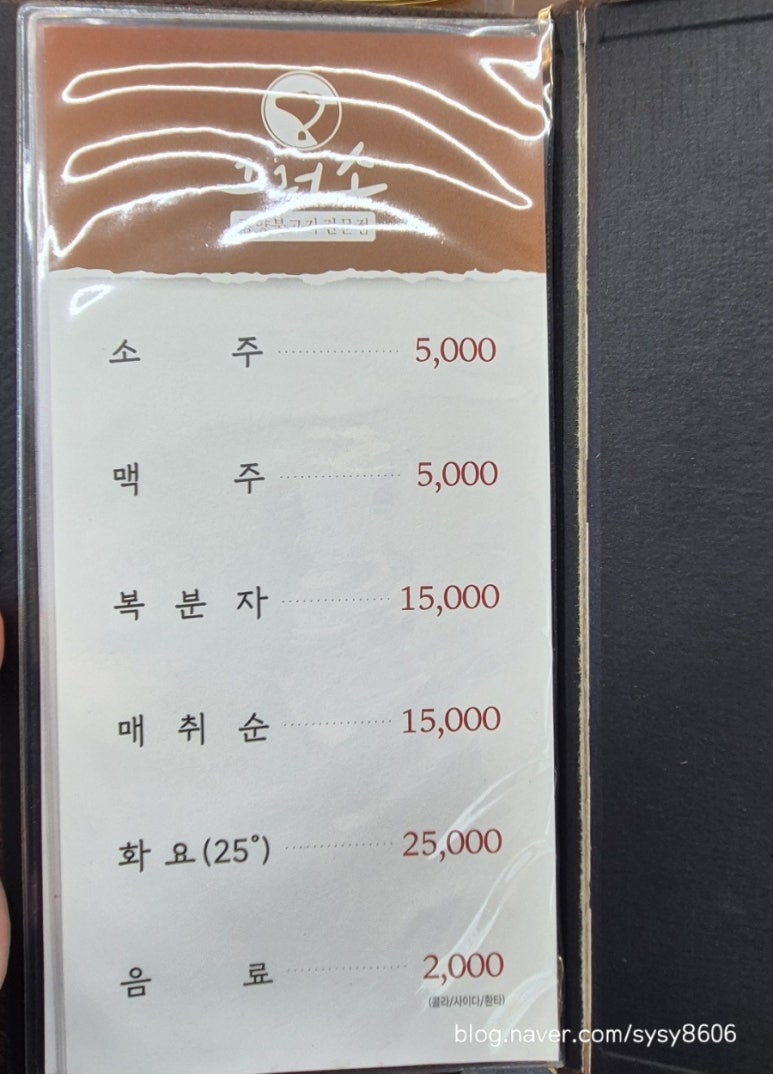 소주 5,000
맥주 5,000
복분자 15,000
매취순 15,000
화요(25°) 25,000
음료 2,000
(콜라/사이다/환타)
blog.naver.com/sysy8606